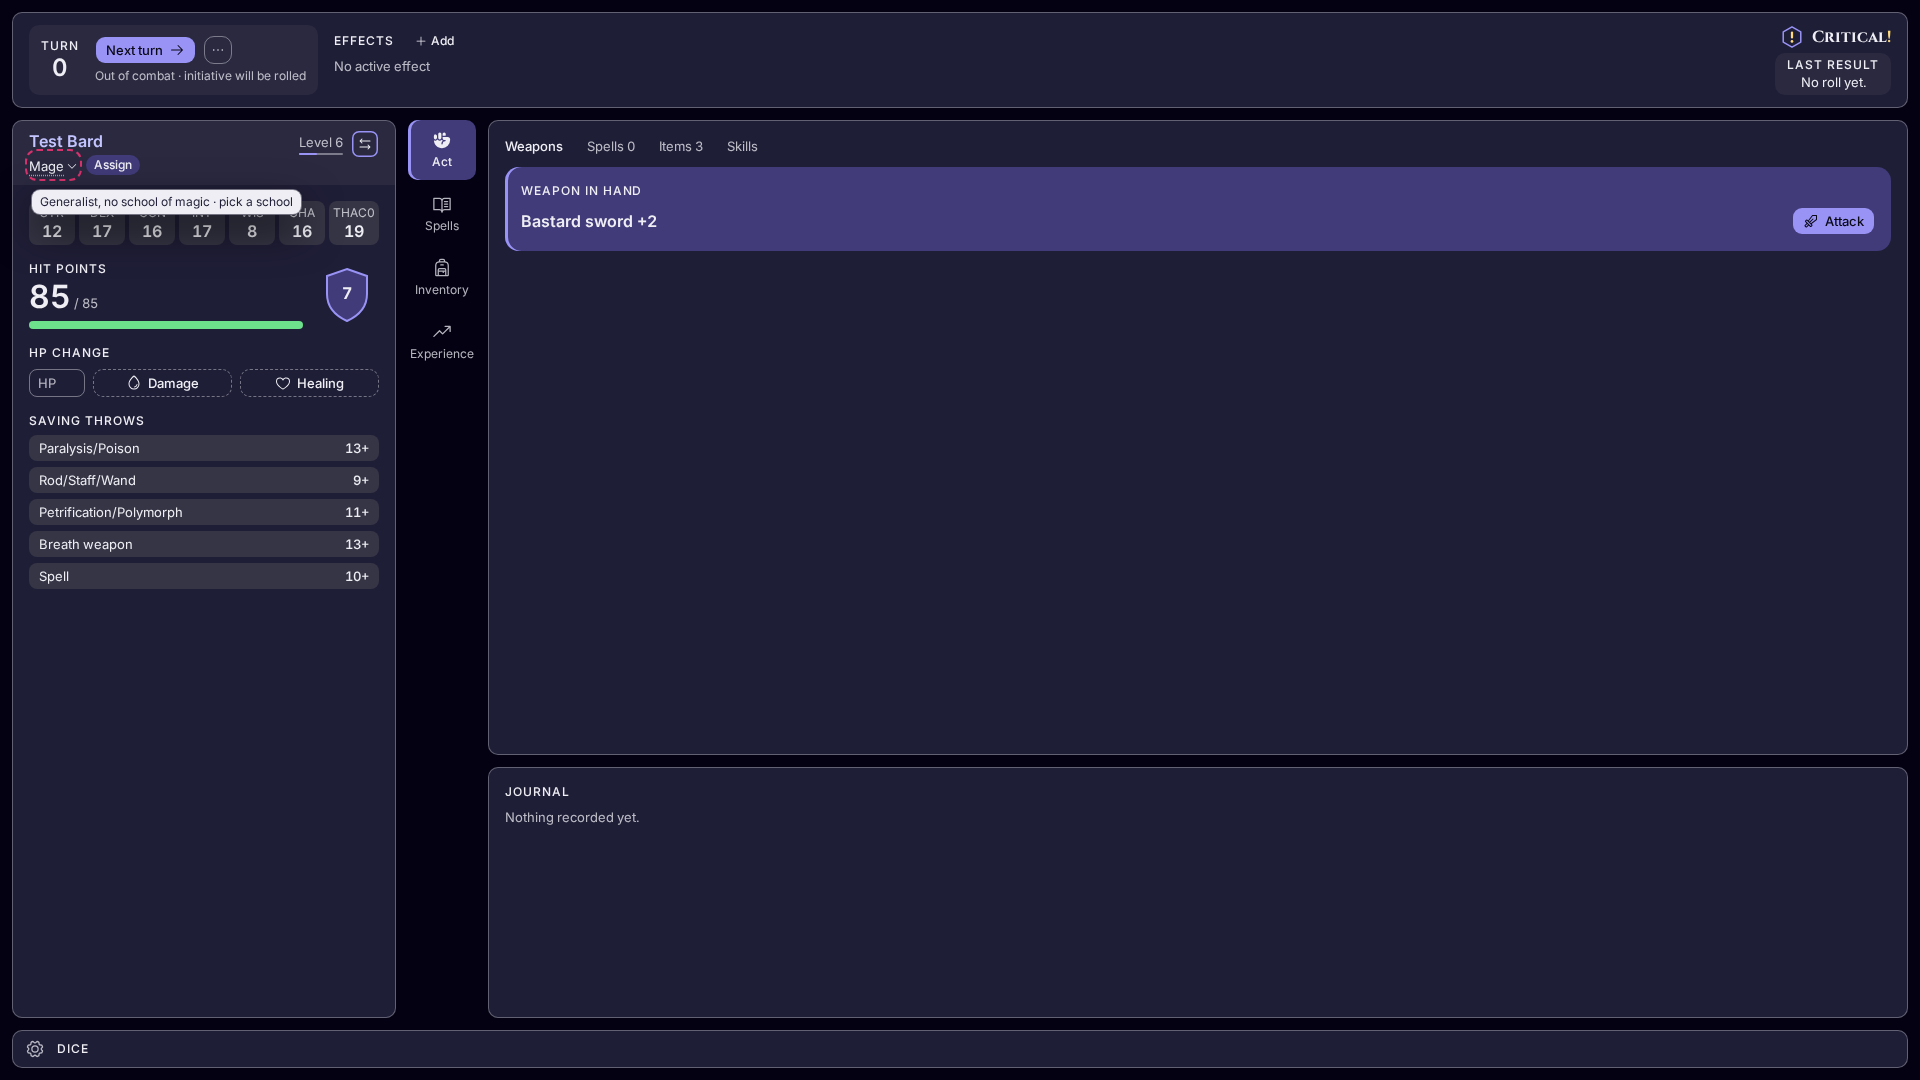 TURN
0
Next turn
Out of combat · initiative will be rolled
EFFECTS
Add
No active effect
CRITICAL!
LAST RESULT
No roll yet.
Test Bard
Level 6
Mage
Assign
Generalist, no school of magic · pick a school
THAC0
12
17
16
17
8
16
19
HIT POINTS
85 / 85
7
HP CHANGE
HP
Damage
Healing
SAVING THROWS
Paralysis/Poison 13+
Rod/Staff/Wand 9+
Petrification/Polymorph 11+
Breath weapon 13+
Spell 10+
Act
Spells
Inventory
Experience
Weapons
Spells 0
Items 3
Skills
WEAPON IN HAND
Bastard sword +2
Attack
JOURNAL
Nothing recorded yet.
DICE